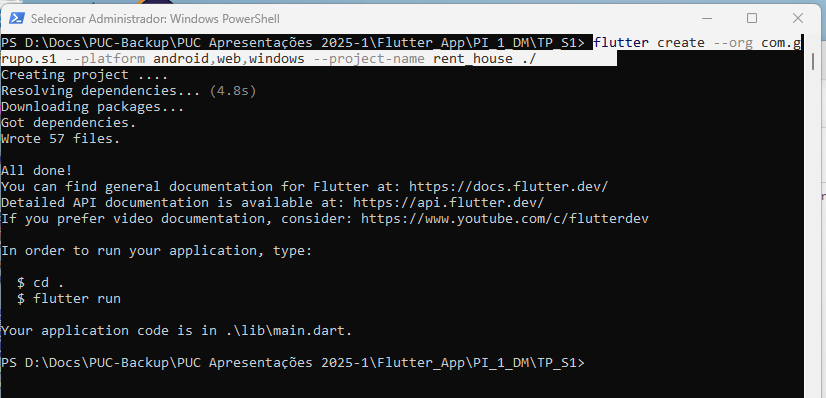 Selecionar Administrador: Windows PowerShell
PS D:\Docs\PUC-Backup\PUC Apresentações 2025-1\Flutter_App\PI_1_DM\TP_S1> flutter create --org com.g
rupo.s1 --platform android,web,windows --project-name rent_house ./
Creating project ....
Resolving dependencies... (4.8s)
Downloading packages...
Got dependencies.
Wrote 57 files.
All done!
You can find general documentation for Flutter at: https://docs.flutter.dev/
Detailed API documentation is available at: https://api.flutter.dev/
If you prefer video documentation, consider: https://www.youtube.com/c/flutterdev
In order to run your application, type:
$ cd .
$ flutter run
Your application code is in .\lib\main.dart.
PS D:\Docs\PUC-Backup\PUC Apresentações 2025-1\Flutter_App\PI_1_DM\TP_S1>